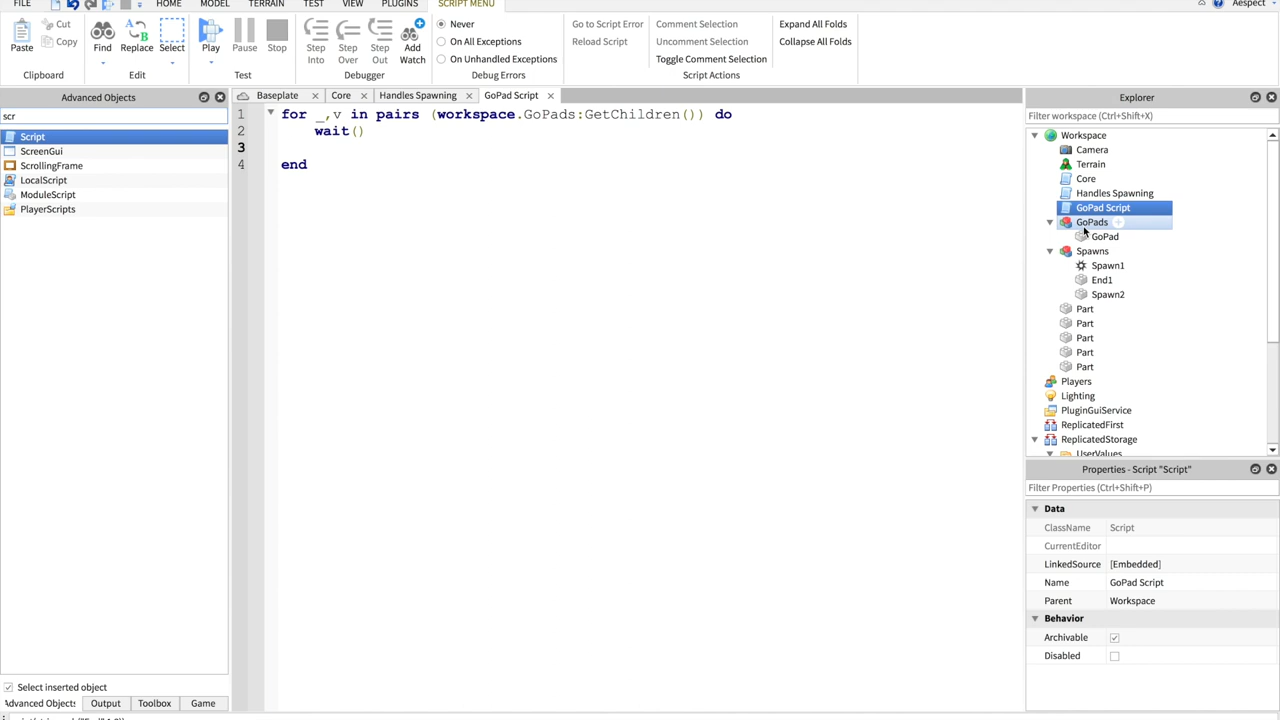 FILE HOME MODEL TERRAIN TEST VIEW PLUGINS SCRIPT MENU Aespect
Paste Cut Copy Find Replace Select Play Pause Stop Step Into Step Over Step Out Add Watch
Never
On All Exceptions
On Unhandled Exceptions
Go to Script Error
Reload Script
Comment Selection
Uncomment Selection
Toggle Comment Selection
Expand All Folds
Collapse All Folds
Clipboard Edit Test Debugger Debug Errors Script Actions
Advanced Objects
scr
Script
ScreenGui
ScrollingFrame
LocalScript
ModuleScript
PlayerScripts
Select inserted object
Advanced Objects Output Toolbox Game
Baseplate Core Handles Spawning GoPad Script
1 for _,v in pairs (workspace.GoPads:GetChildren()) do
2 wait()
3
4 end
Explorer
Filter workspace (Ctrl+Shift+X)
Workspace
Camera
Terrain
Core
Handles Spawning
GoPad Script
GoPads
GoPad
Spawns
Spawn1
End1
Spawn2
Part
Part
Part
Part
Part
Players
Lighting
PluginGuiService
ReplicatedFirst
ReplicatedStorage
UserValues
Properties - Script "Script"
Filter Properties (Ctrl+Shift+P)
Data
ClassName Script
CurrentEditor
LinkedSource [Embedded]
Name GoPad Script
Parent Workspace
Behavior
Archivable
Disabled